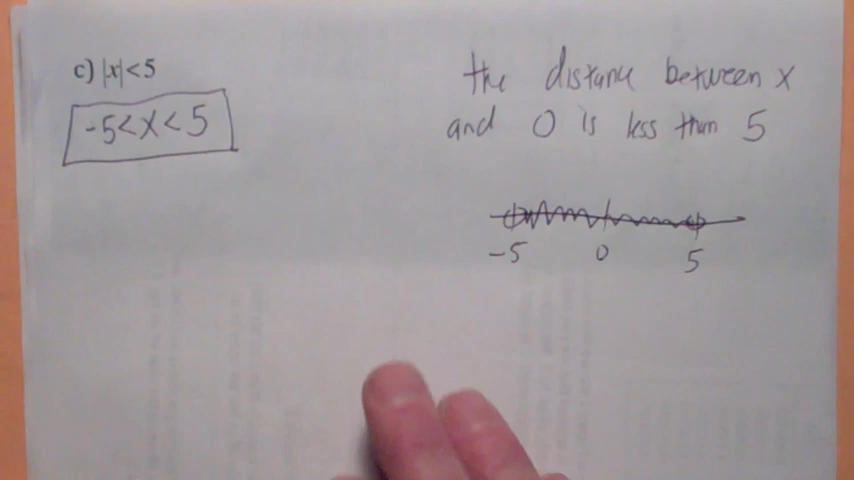 c) |x|<5
-5<x<5
the distance between x
and 0 is less than 5
-5 0 5